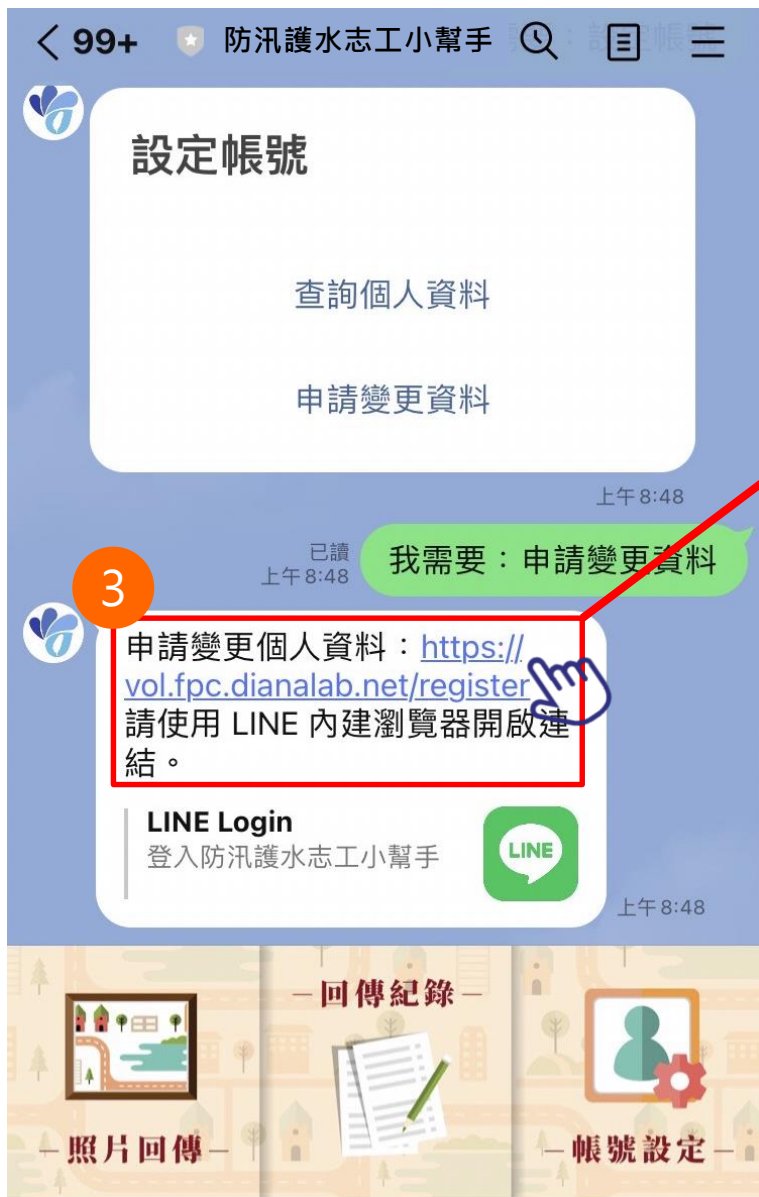 99+ 防汛護水志工小幫手
設定帳號
查詢個人資料
申請變更資料
上午 8:48
已讀
上午 8:48
我需要：申請變更資料
3
申請變更個人資料：https://
vol.fpc.dianalab.net/register
請使用 LINE 內建瀏覽器開啟連
結。
LINE Login
登入防汛護水志工小幫手
LINE
上午 8:48
–回傳紀錄–
–照片回傳–
–帳號設定–